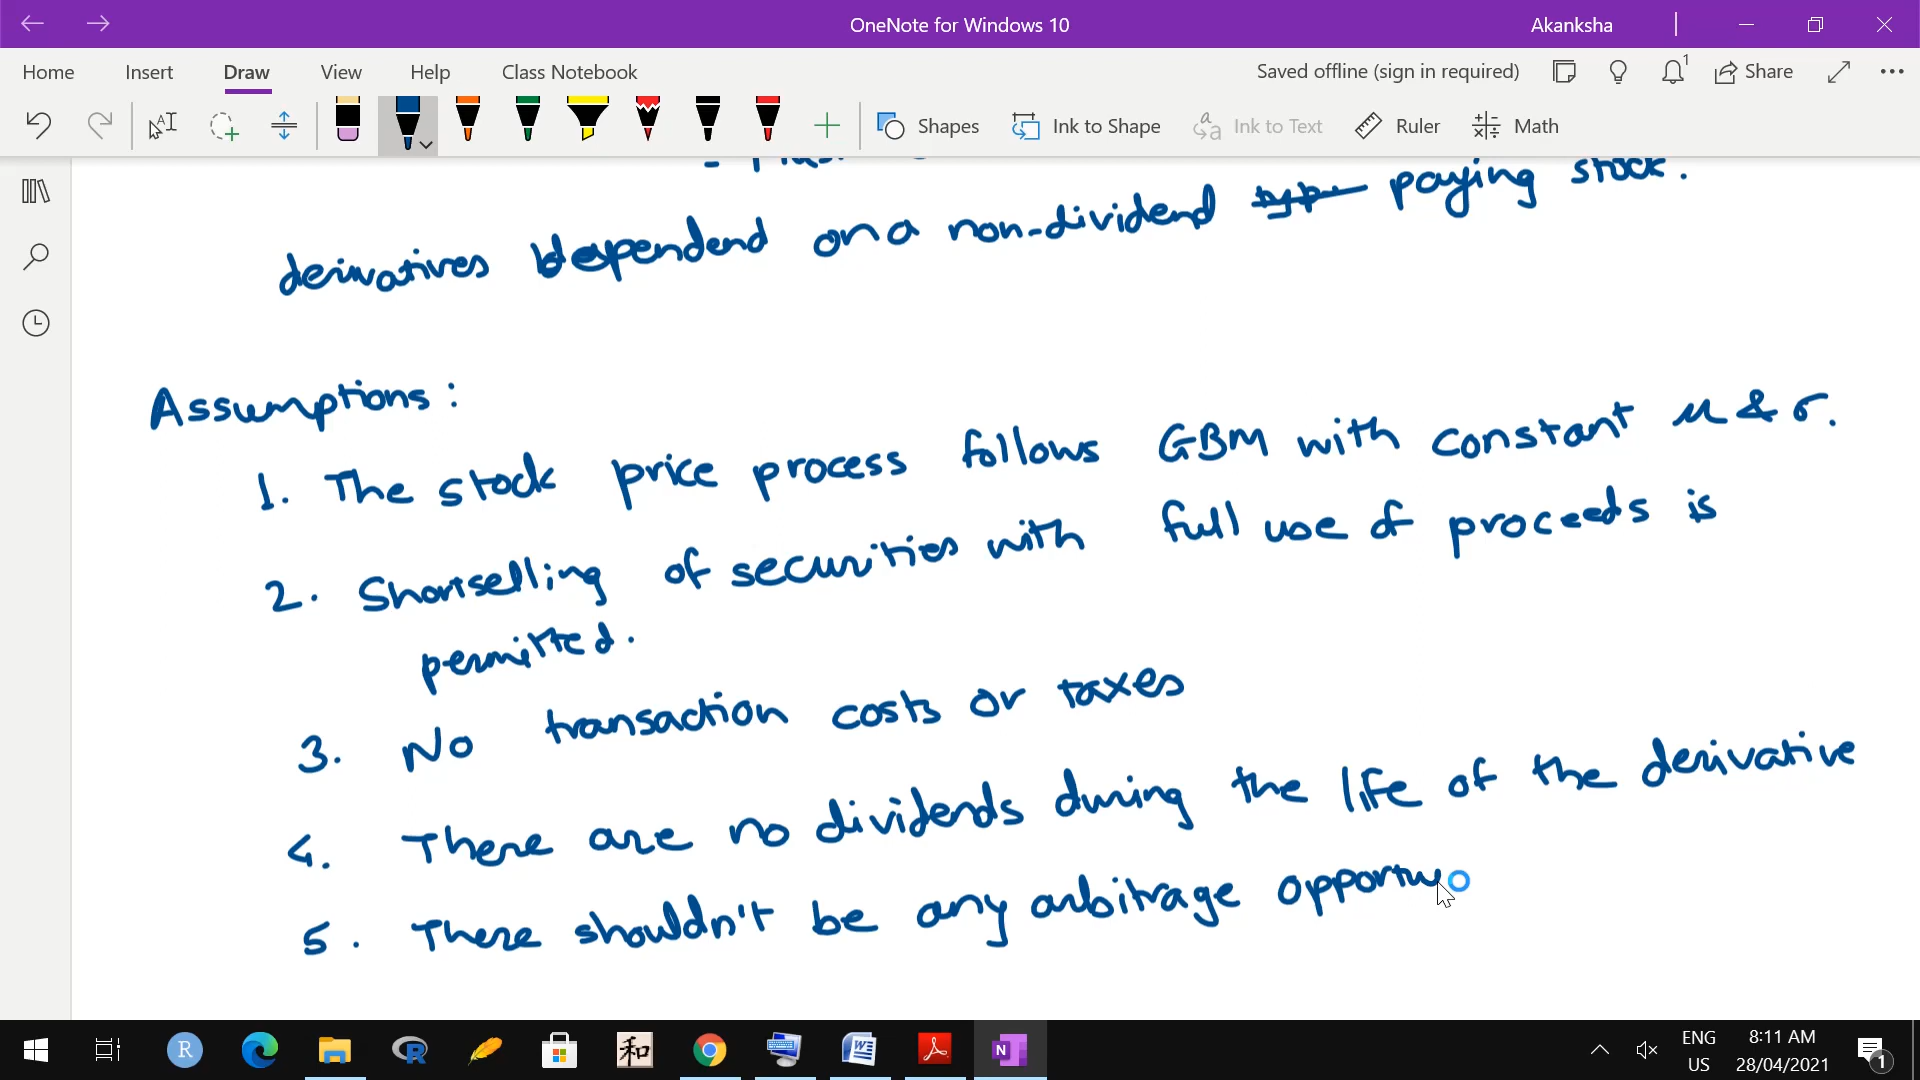 OneNote for Windows 10
Akanksha
Home Insert Draw View Help Class Notebook
Saved offline (sign in required) 1 Share
Shapes Ink to Shape Ink to Text Ruler Math
derivatives dependend on a non-dividend paying stock.
Assumptions :
1. The stock price process follows GBM with constant μ & σ.
2. Shortselling of securities with full use of proceeds is
permitted.
3. No transaction costs or taxes
4. There are no dividends during the life of the derivative
5. There shouldn't be any arbitrage opportu
ENG 8:11 AM
US 28/04/2021 1